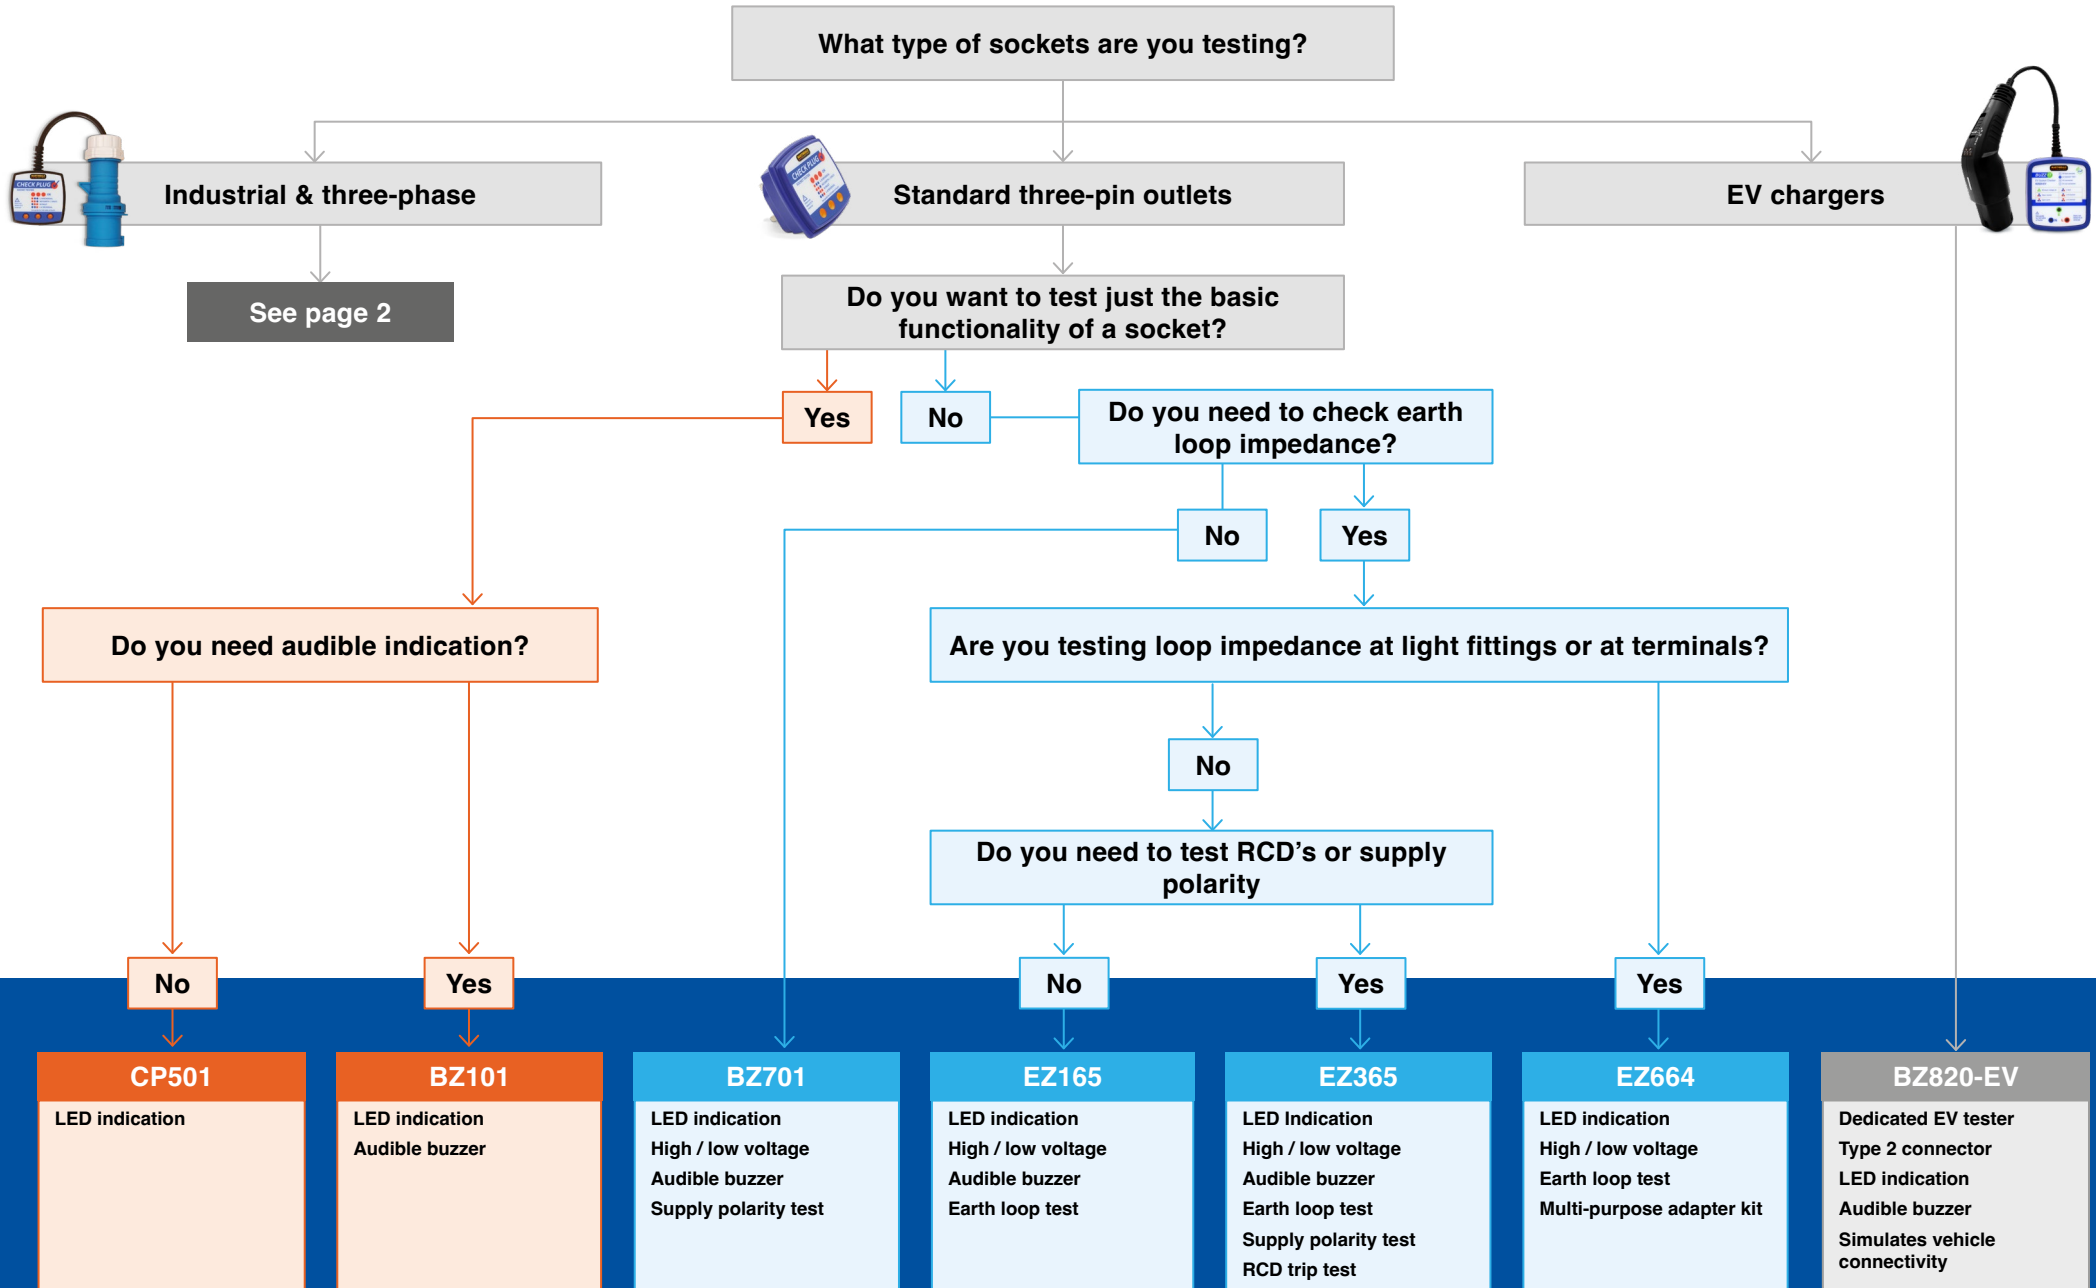 What type of sockets are you testing?
Industrial & three-phase
Standard three-pin outlets
EV chargers
CHECK PLUG
CHECK PLUG
See page 2
Do you want to test just the basic
functionality of a socket?
Yes
No
Do you need to check earth
loop impedance?
No
Yes
Do you need audible indication?
Are you testing loop impedance at light fittings or at terminals?
No
Do you need to test RCD's or supply
polarity
No
Yes
No
Yes
Yes
CP501
LED indication
BZ101
LED indication
Audible buzzer
BZ701
LED indication
High / low voltage
Audible buzzer
Supply polarity test
EZ165
LED indication
High / low voltage
Audible buzzer
Earth loop test
EZ365
LED Indication
High / low voltage
Audible buzzer
Earth loop test
Supply polarity test
RCD trip test
EZ664
LED indication
High / low voltage
Earth loop test
Multi-purpose adapter kit
BZ820-EV
Dedicated EV tester
Type 2 connector
LED indication
Audible buzzer
Simulates vehicle
connectivity